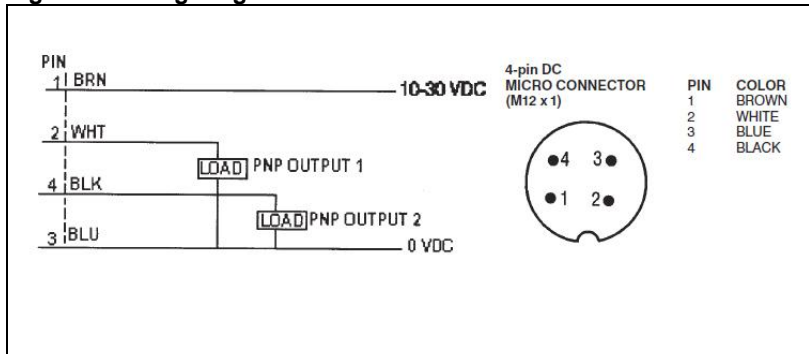 PIN
1 BRN
10-30 VDC
2 WHT
LOAD PNP OUTPUT 1
4 BLK
LOAD PNP OUTPUT 2
3 BLU
0 VDC
4-pin DC
MICRO CONNECTOR
(M12 x 1)
4 3
1 2
PIN COLOR
1 BROWN
2 WHITE
3 BLUE
4 BLACK